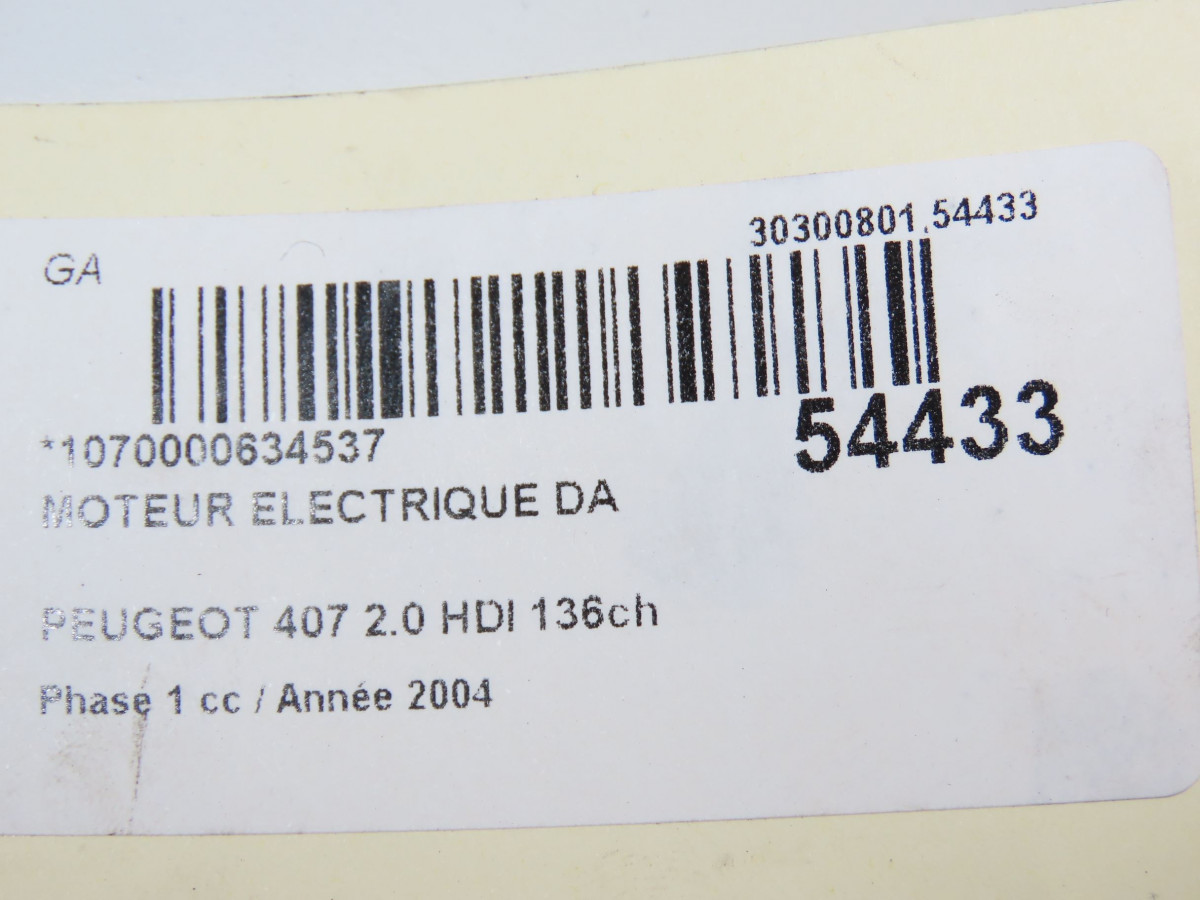 30300801.54433
GA
54433
*1070000634537
MOTEUR ELECTRIQUE DA
PEUGEOT 407 2.0 HDI 136ch
Phase 1 cc / Année 2004